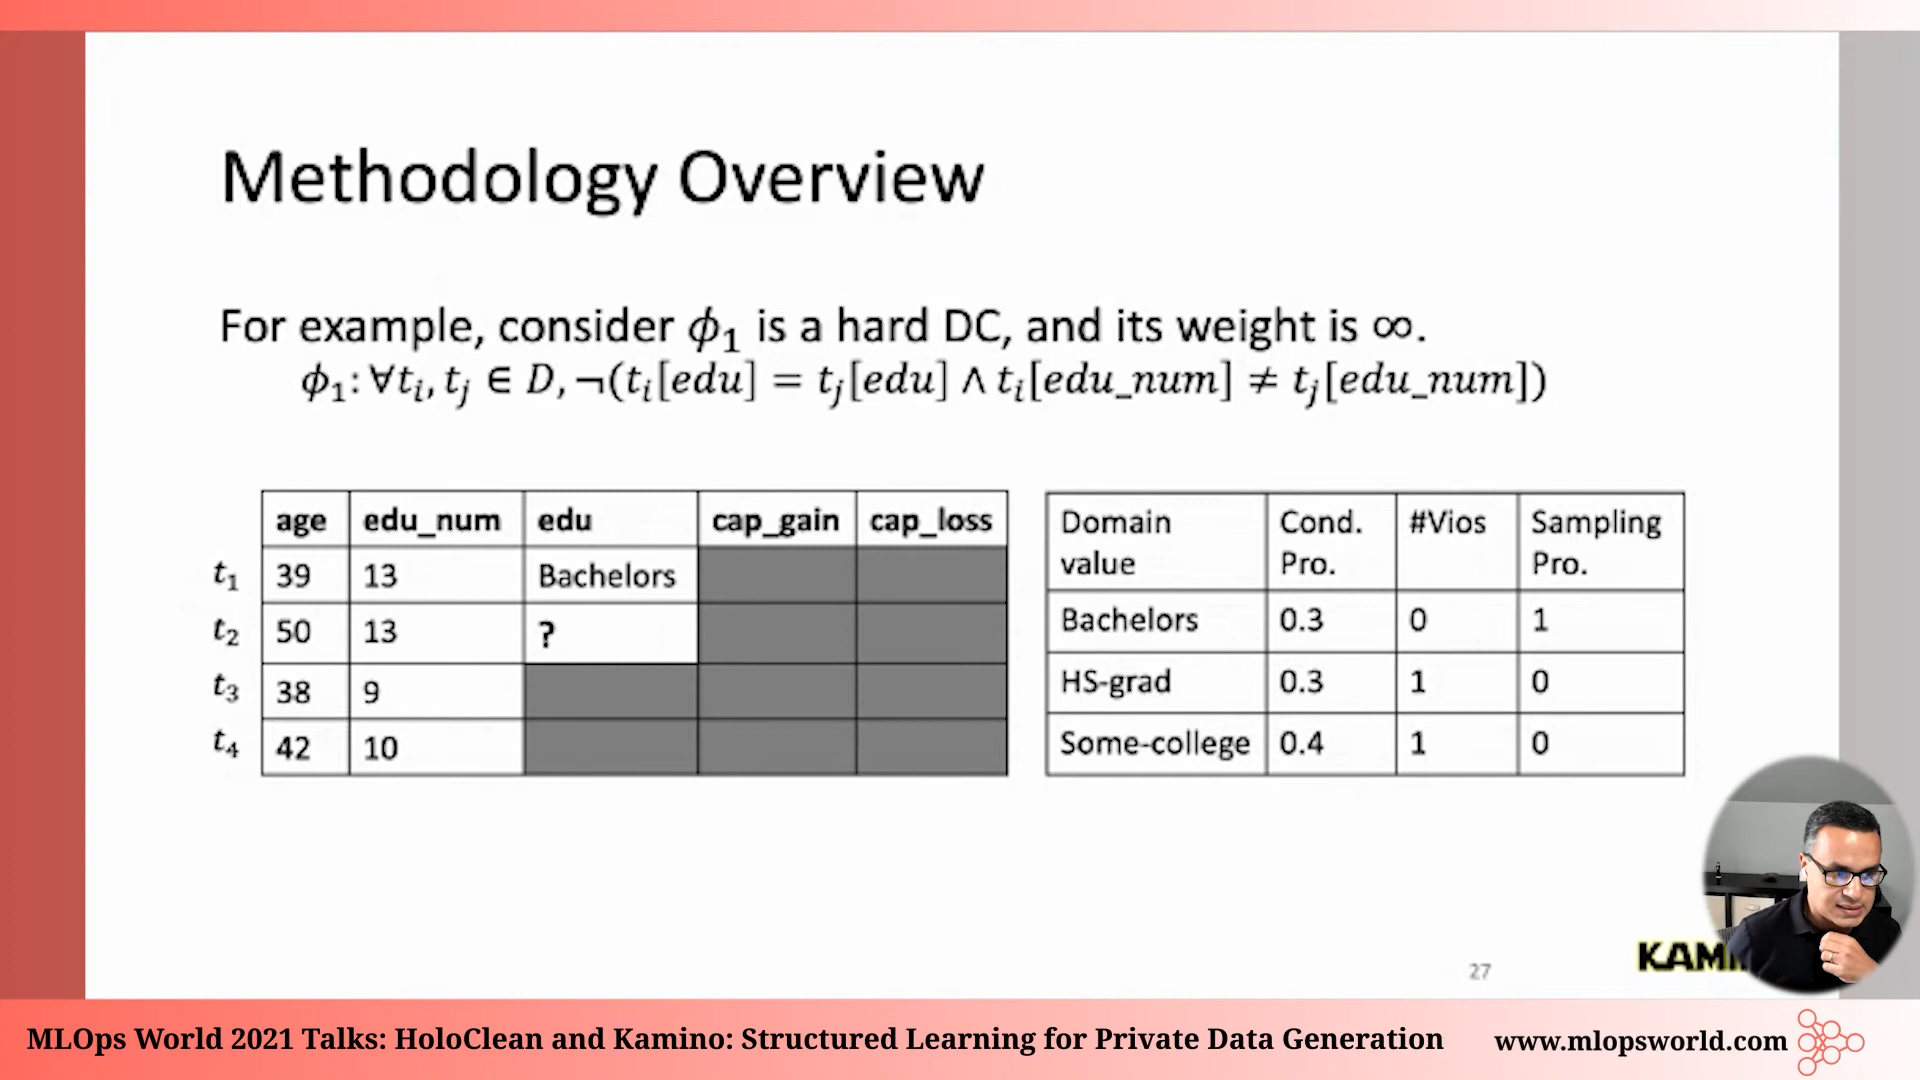 Methodology Overview
For example, consider ϕ₁ is a hard DC, and its weight is ∞.
ϕ₁: ∀tᵢ, tⱼ ∈ D, ¬(tᵢ[edu] = tⱼ[edu] ∧ tᵢ[edu_num] ≠ tⱼ[edu_num])
age edu_num edu cap_gain cap_loss
t₁ 39 13 Bachelors
t₂ 50 13 ?
t₃ 38 9
t₄ 42 10
Domain value Cond. Pro. #Vios Sampling Pro.
Bachelors 0.3 0 1
HS-grad 0.3 1 0
Some-college 0.4 1 0
27
MLOps World 2021 Talks: HoloClean and Kamino: Structured Learning for Private Data Generation
www.mlopsworld.com